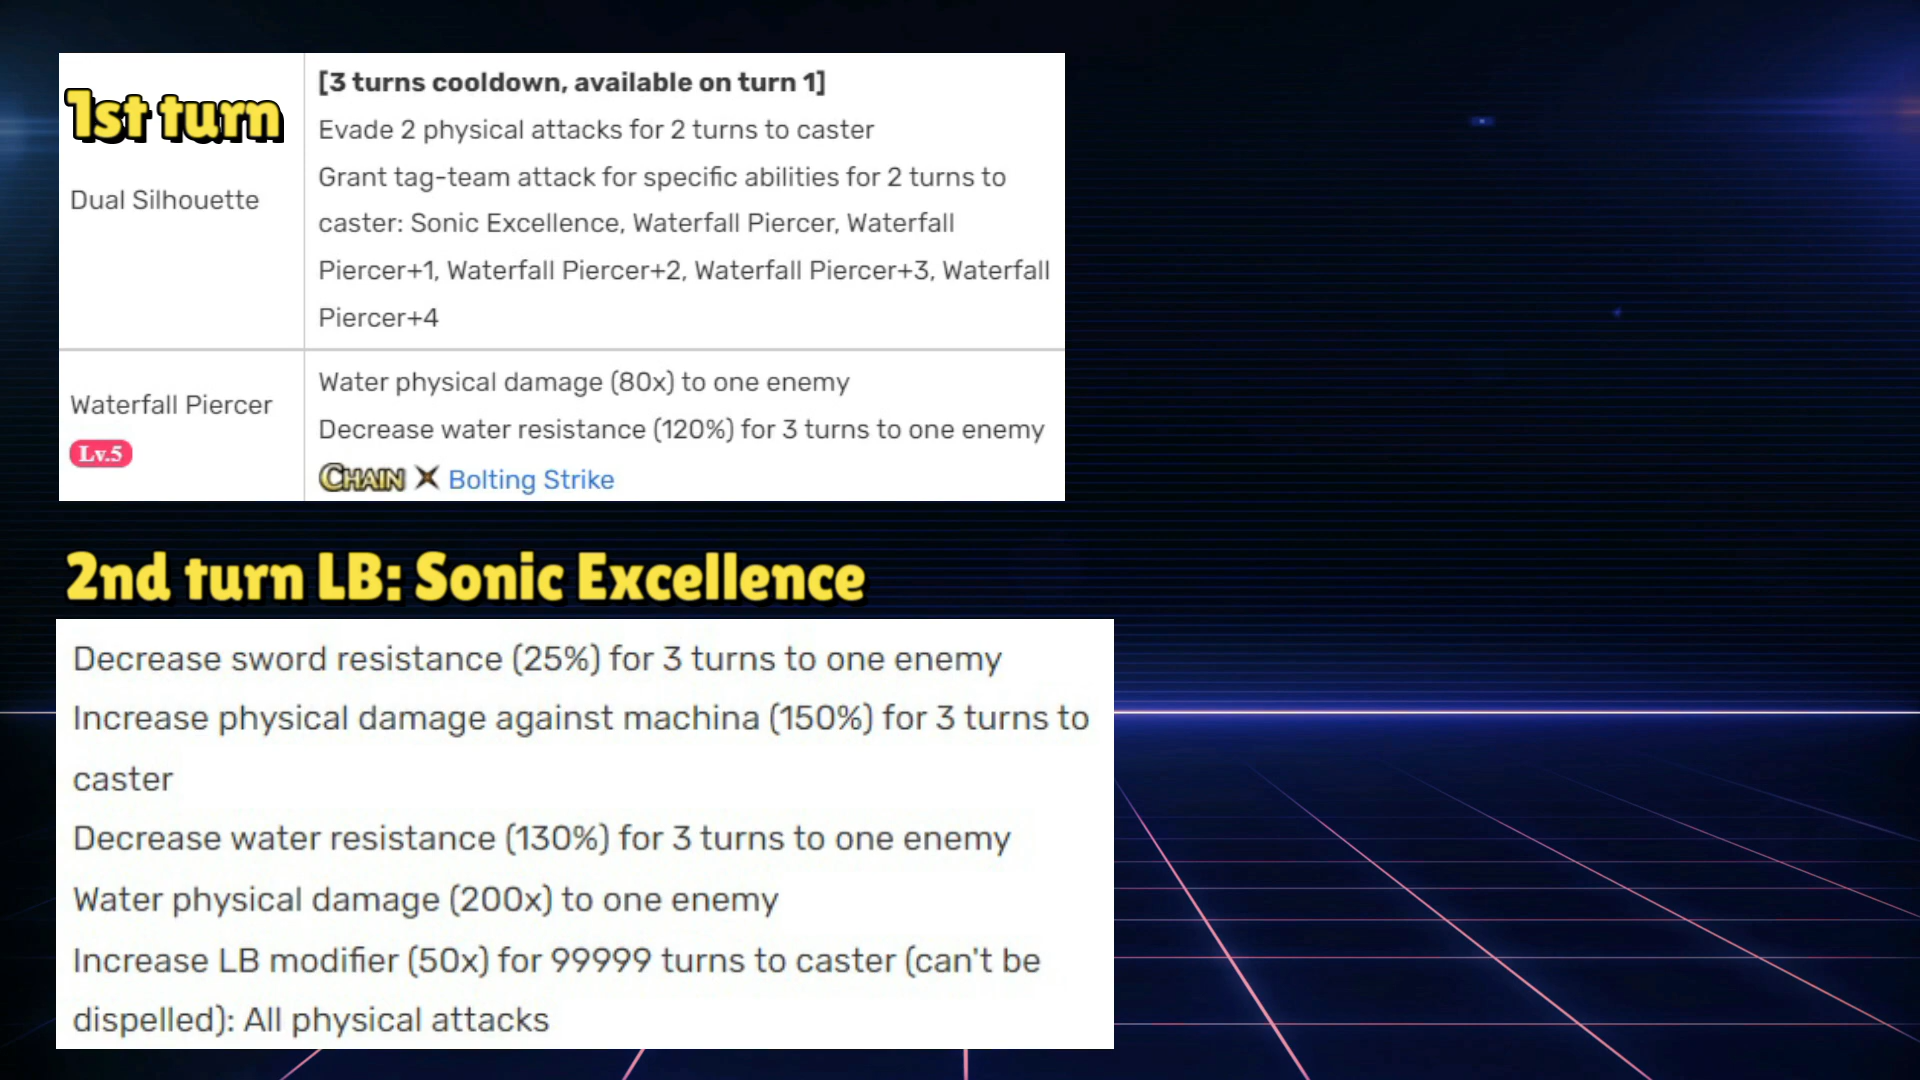 1st turn
Dual Silhouette
[3 turns cooldown, available on turn 1]
Evade 2 physical attacks for 2 turns to caster
Grant tag-team attack for specific abilities for 2 turns to
caster: Sonic Excellence, Waterfall Piercer, Waterfall
Piercer+1, Waterfall Piercer+2, Waterfall Piercer+3, Waterfall
Piercer+4
Waterfall Piercer
Lv.5
Water physical damage (80x) to one enemy
Decrease water resistance (120%) for 3 turns to one enemy
CHAIN Bolting Strike
2nd turn LB: Sonic Excellence
Decrease sword resistance (25%) for 3 turns to one enemy
Increase physical damage against machina (150%) for 3 turns to
caster
Decrease water resistance (130%) for 3 turns to one enemy
Water physical damage (200x) to one enemy
Increase LB modifier (50x) for 99999 turns to caster (can't be
dispelled): All physical attacks